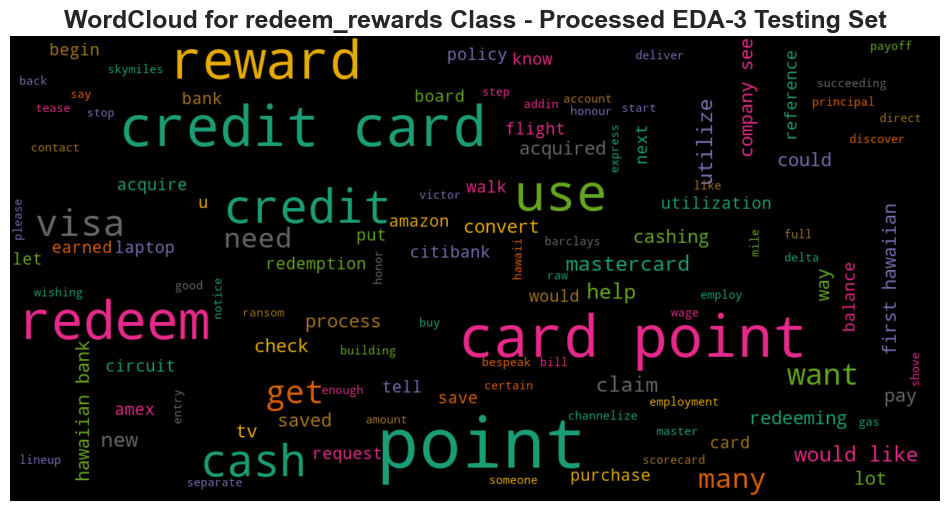 WordCloud for redeem_rewards Class - Processed EDA-3 Testing Set
begin
reward
policy
know
deliver
company see
payoff
skymiles
back
say
bank
board
step
addin
account
utilize
reference
succeeding
tease
stop
credit card
honour
start
principal
flight
express
next
direct
contact
acquired
could
discover
acquire
victor
walk
use
like
please
u
credit
utilization
visa
need
put
amazon
convert
cashing
mile
full
first hawaiian
earned
laptop
citibank
hawaii
barclays
let
redemption
honor
raw
mastercard
delta
way
balance
wishing
good
notice
would
help
employ
redeem
ransom
process
buy
card point
wage
hawaiian bank
check
building
bespeak
bill
shove
circuit
get
enough
tell
certain
claim
want
amex
entry
saved
amount
save
employment
pay
new
tv
point
channelize
master
redeeming
gas
card
lineup
cash
request
scorecard
would like
separate
someone
purchase
many
lot